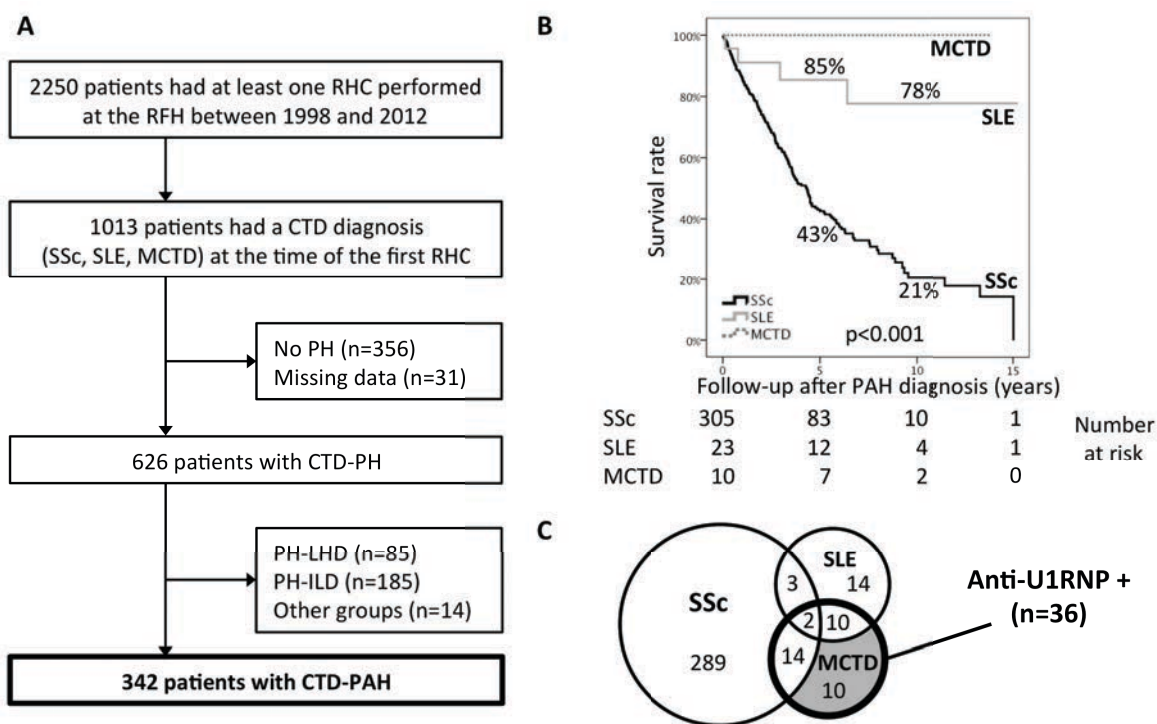 A
2250 patients had at least one RHC performed
at the RFH between 1998 and 2012
1013 patients had a CTD diagnosis
(SSc, SLE, MCTD) at the time of the first RHC
No PH (n=356)
Missing data (n=31)
626 patients with CTD-PH
PH-LHD (n=85)
PH-ILD (n=185)
Other groups (n=14)
342 patients with CTD-PAH
B
Survival rate
100%
80%
60%
40%
20%
0%
MCTD
85%
78%
SLE
43%
SSc
21%
SSc
SLE
MCTD
p<0.001
0 5 10 15
Follow-up after PAH diagnosis (years)
SSc 305 83 10 1
SLE 23 12 4 1
MCTD 10 7 2 0
Number
at risk
C
SSc
289
SLE
3
14
2
10
14
MCTD
10
Anti-U1RNP +
(n=36)